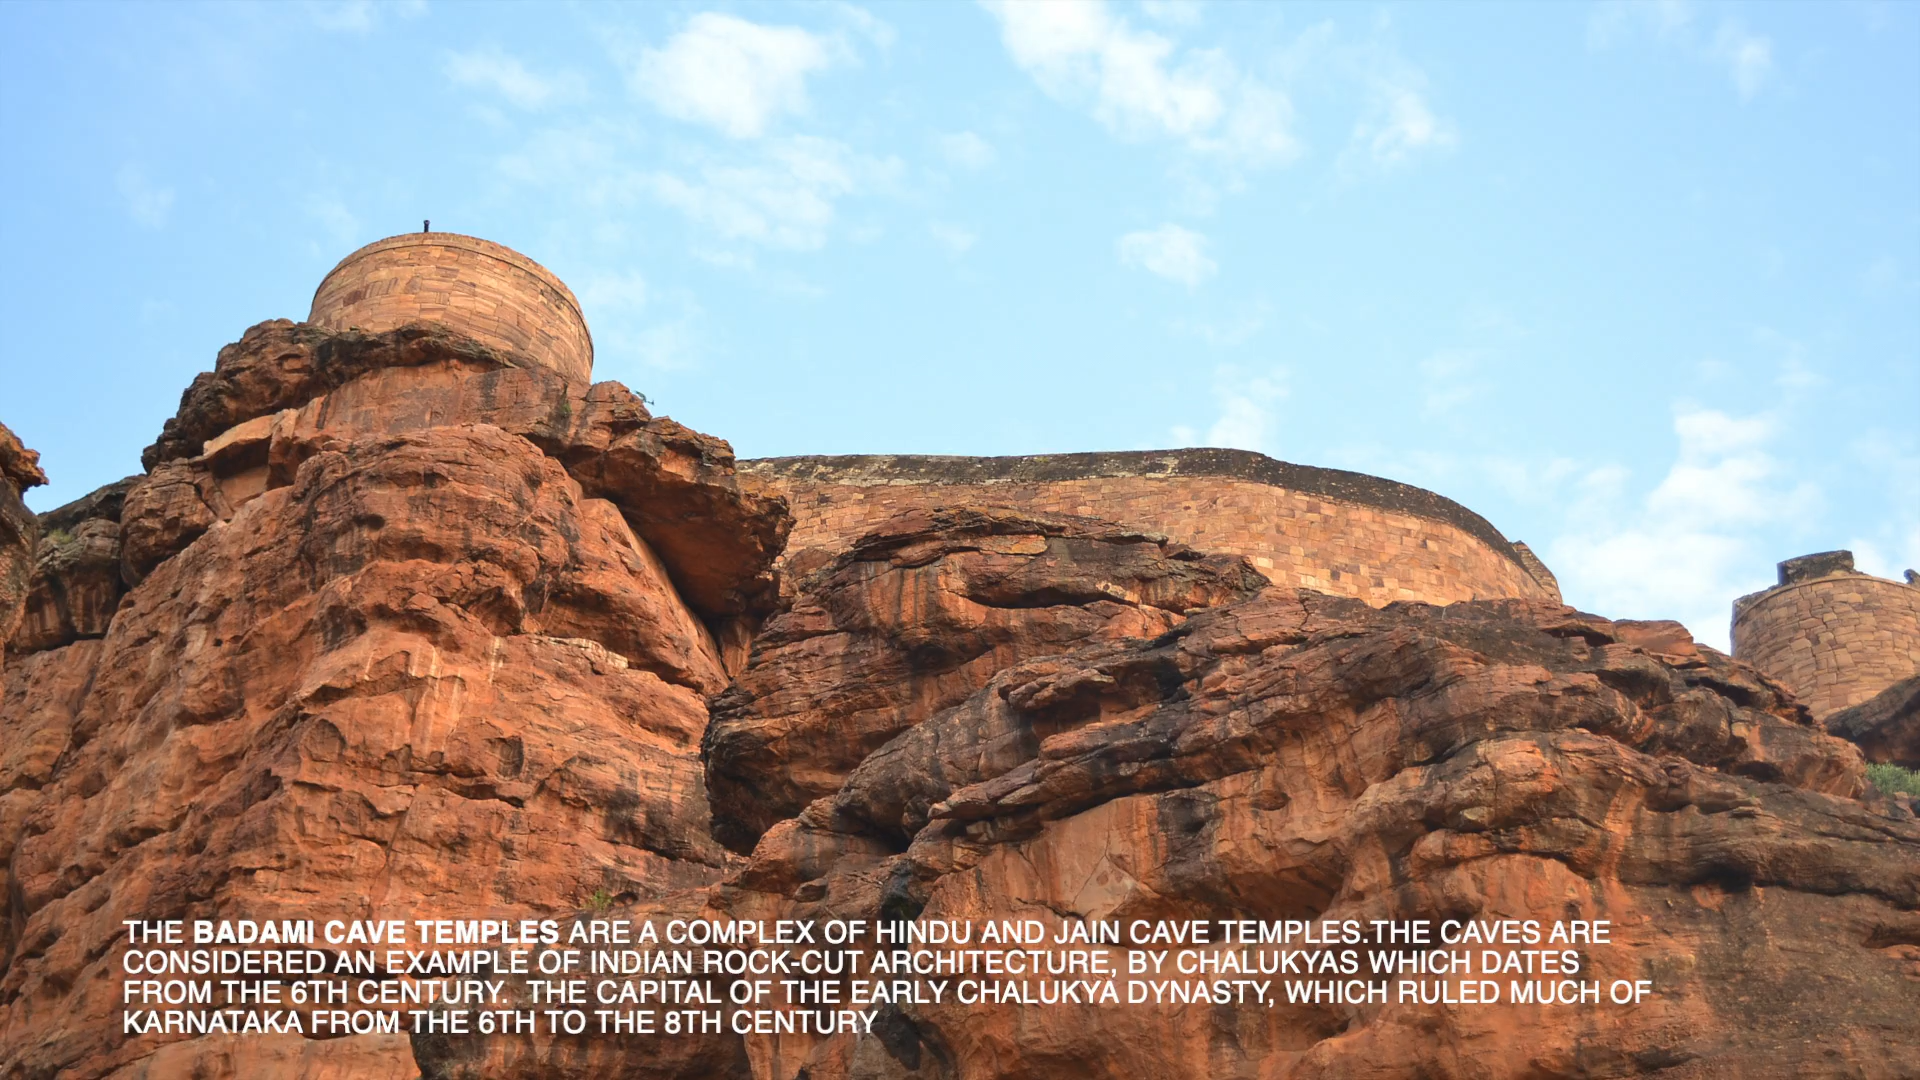 THE BADAMI CAVE TEMPLES ARE A COMPLEX OF HINDU AND JAIN CAVE TEMPLES.THE CAVES ARE
CONSIDERED AN EXAMPLE OF INDIAN ROCK-CUT ARCHITECTURE, BY CHALUKYAS WHICH DATES
FROM THE 6TH CENTURY.  THE CAPITAL OF THE EARLY CHALUKYA DYNASTY, WHICH RULED MUCH OF
KARNATAKA FROM THE 6TH TO THE 8TH CENTURY